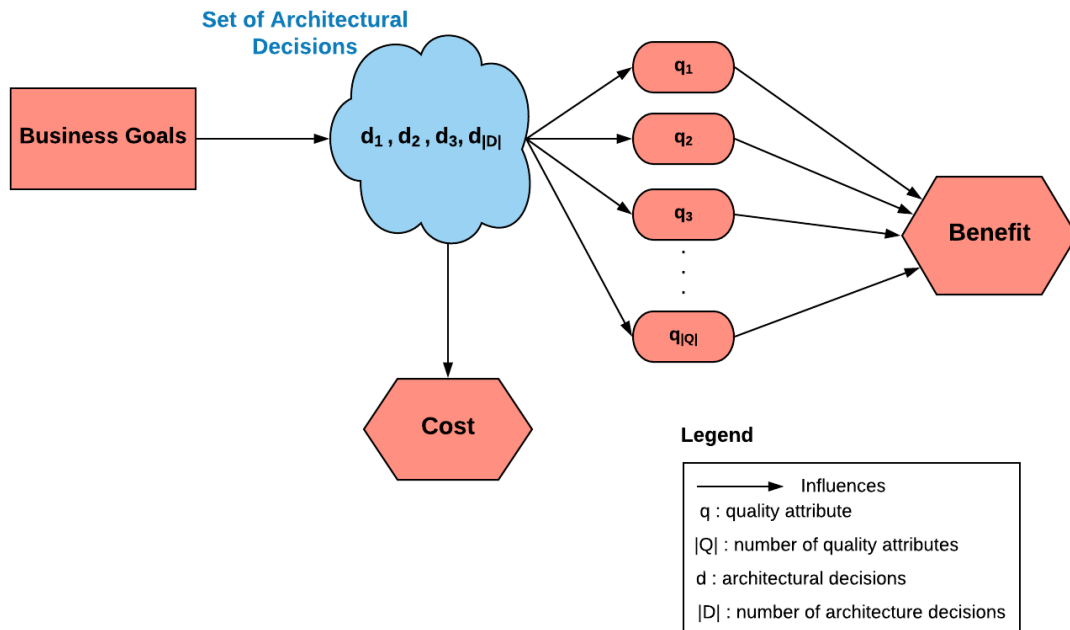 Set of Architectural
Decisions
Business Goals
d₁ , d₂ , d₃, d|D|
q₁
q₂
q₃
.
.
.
q|Q|
Benefit
Cost
Legend
Influences
q : quality attribute
|Q| : number of quality attributes
d : architectural decisions
|D| : number of architecture decisions